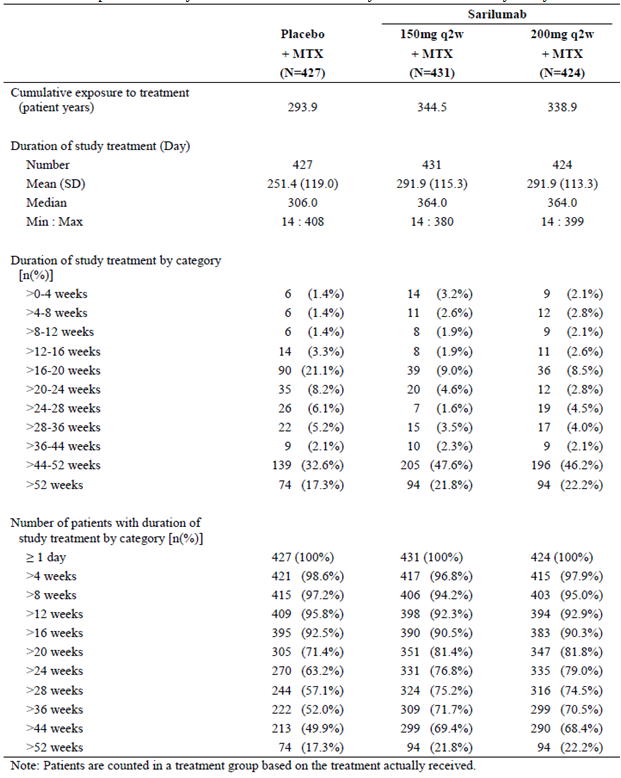 Sarilumab
Placebo 150mg q2w 200mg q2w
+ MTX + MTX + MTX
(N=427) (N=431) (N=424)
Cumulative exposure to treatment
(patient years) 293.9 344.5 338.9
Duration of study treatment (Day)
Number 427 431 424
Mean (SD) 251.4 (119.0) 291.9 (115.3) 291.9 (113.3)
Median 306.0 364.0 364.0
Min : Max 14 : 408 14 : 380 14 : 399
Duration of study treatment by category
[n(%)]
>0-4 weeks 6 (1.4%) 14 (3.2%) 9 (2.1%)
>4-8 weeks 6 (1.4%) 11 (2.6%) 12 (2.8%)
>8-12 weeks 6 (1.4%) 8 (1.9%) 9 (2.1%)
>12-16 weeks 14 (3.3%) 8 (1.9%) 11 (2.6%)
>16-20 weeks 90 (21.1%) 39 (9.0%) 36 (8.5%)
>20-24 weeks 35 (8.2%) 20 (4.6%) 12 (2.8%)
>24-28 weeks 26 (6.1%) 7 (1.6%) 19 (4.5%)
>28-36 weeks 22 (5.2%) 15 (3.5%) 17 (4.0%)
>36-44 weeks 9 (2.1%) 10 (2.3%) 9 (2.1%)
>44-52 weeks 139 (32.6%) 205 (47.6%) 196 (46.2%)
>52 weeks 74 (17.3%) 94 (21.8%) 94 (22.2%)
Number of patients with duration of
study treatment by category [n(%)]
≥ 1 day 427 (100%) 431 (100%) 424 (100%)
>4 weeks 421 (98.6%) 417 (96.8%) 415 (97.9%)
>8 weeks 415 (97.2%) 406 (94.2%) 403 (95.0%)
>12 weeks 409 (95.8%) 398 (92.3%) 394 (92.9%)
>16 weeks 395 (92.5%) 390 (90.5%) 383 (90.3%)
>20 weeks 305 (71.4%) 351 (81.4%) 347 (81.8%)
>24 weeks 270 (63.2%) 331 (76.8%) 335 (79.0%)
>28 weeks 244 (57.1%) 324 (75.2%) 316 (74.5%)
>36 weeks 222 (52.0%) 309 (71.7%) 299 (70.5%)
>44 weeks 213 (49.9%) 299 (69.4%) 290 (68.4%)
>52 weeks 74 (17.3%) 94 (21.8%) 94 (22.2%)
Note: Patients are counted in a treatment group based on the treatment actually received.